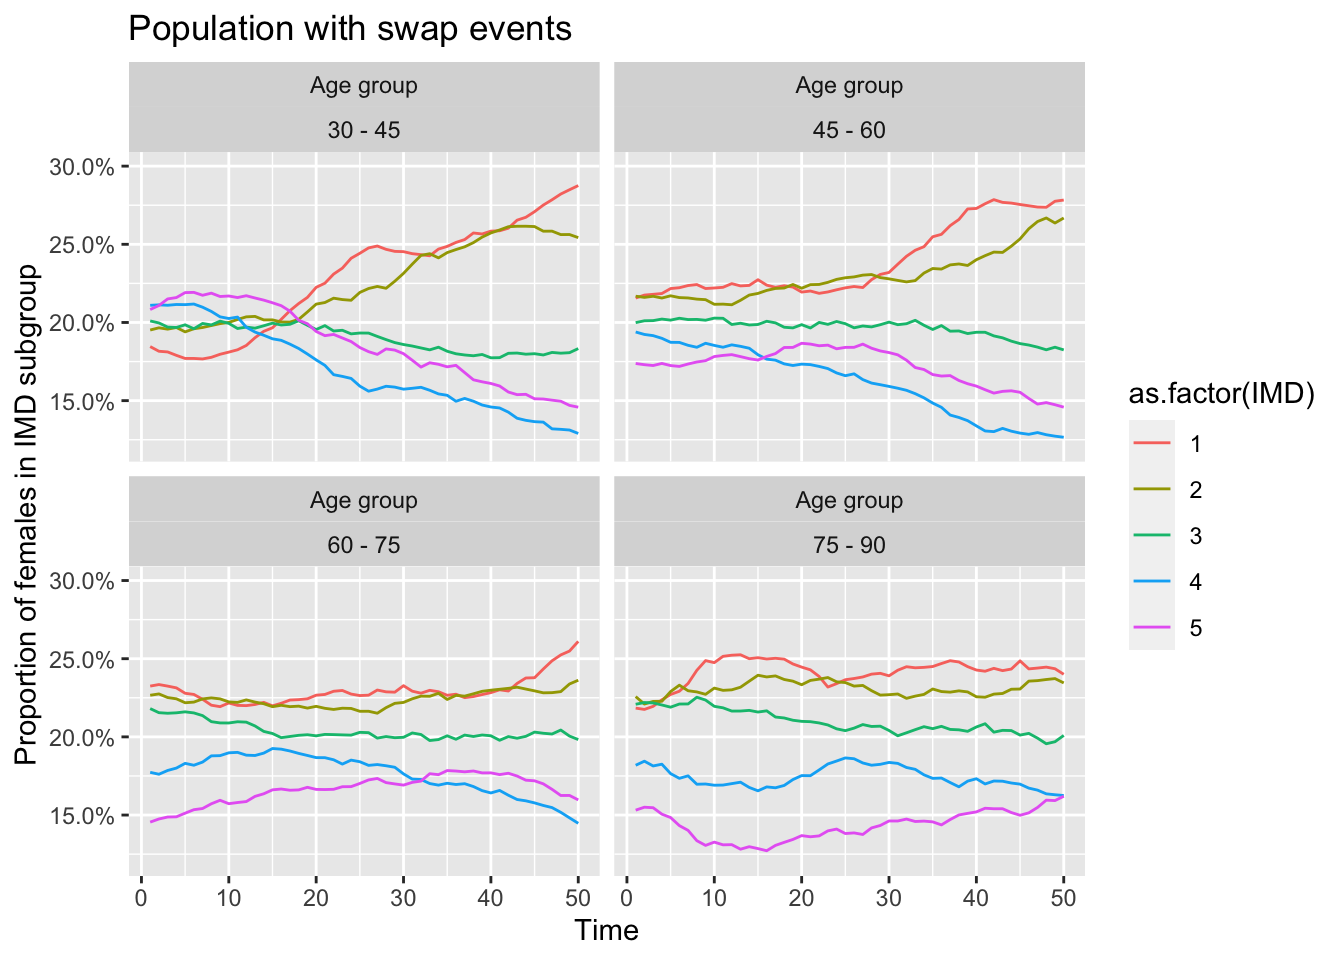 Population with swap events
Age group
30 - 45
Age group
45 - 60
30.0%
25.0%
20.0%
15.0%
Age group
60 - 75
Age group
75 - 90
30.0%
25.0%
20.0%
15.0%
0 10 20 30 40 50
0 10 20 30 40 50
Time
Proportion of females in IMD subgroup
as.factor(IMD)
1
2
3
4
5